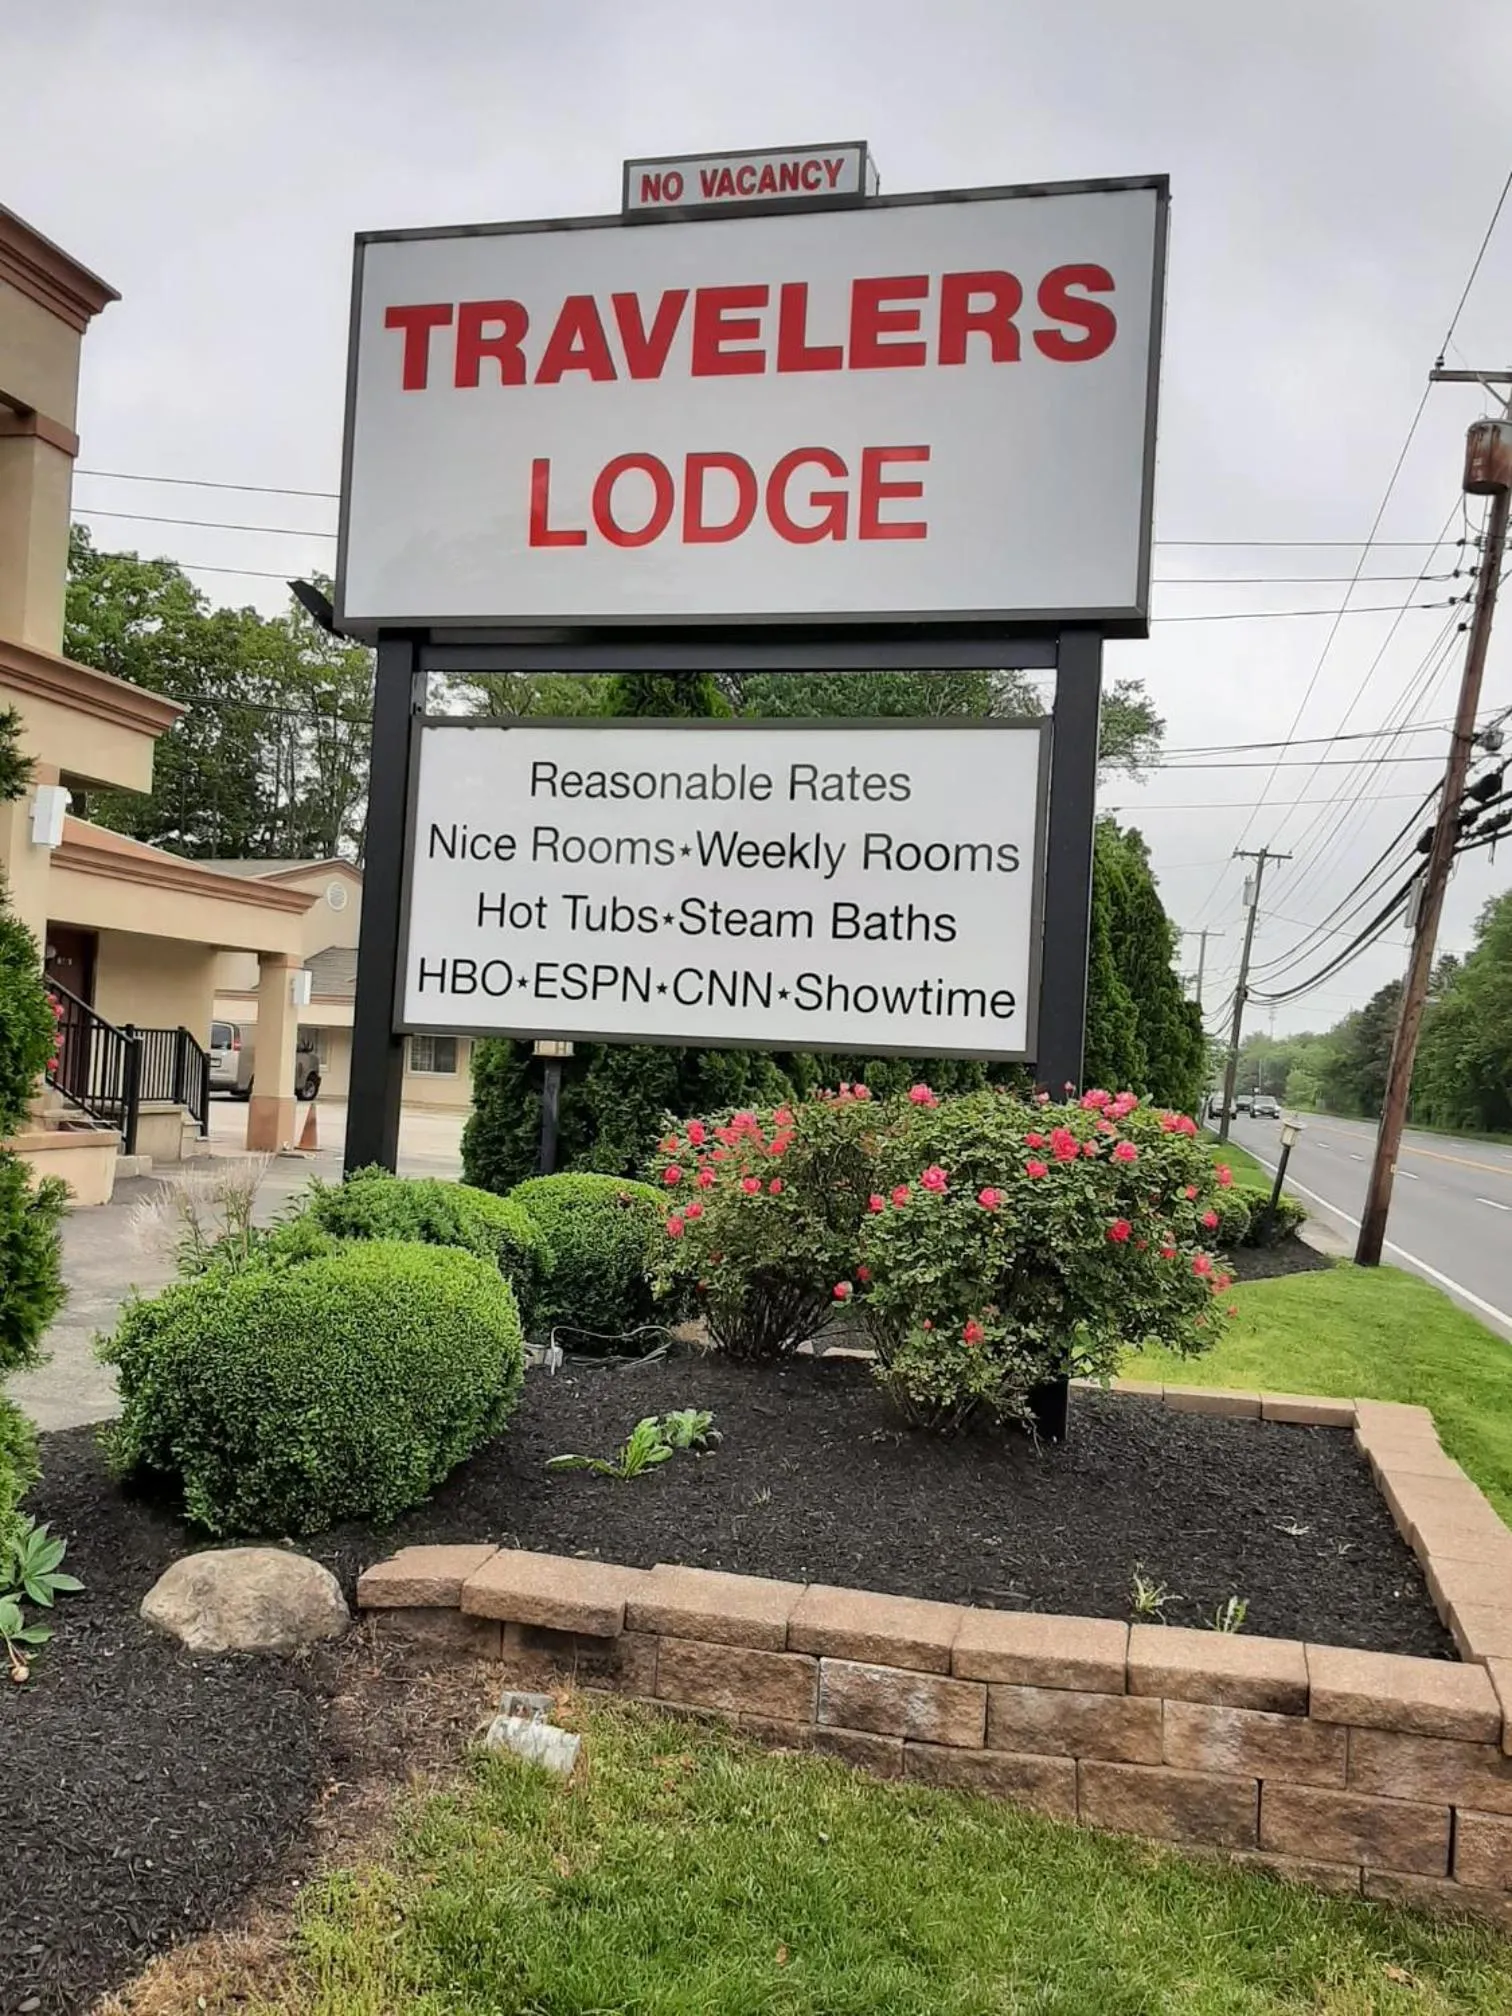 NO VACANCY
TRAVELERS
LODGE
Reasonable Rates
Nice Rooms⋆Weekly Rooms
Hot Tubs⋆Steam Baths
HBO⋆ESPN⋆CNN⋆Showtime